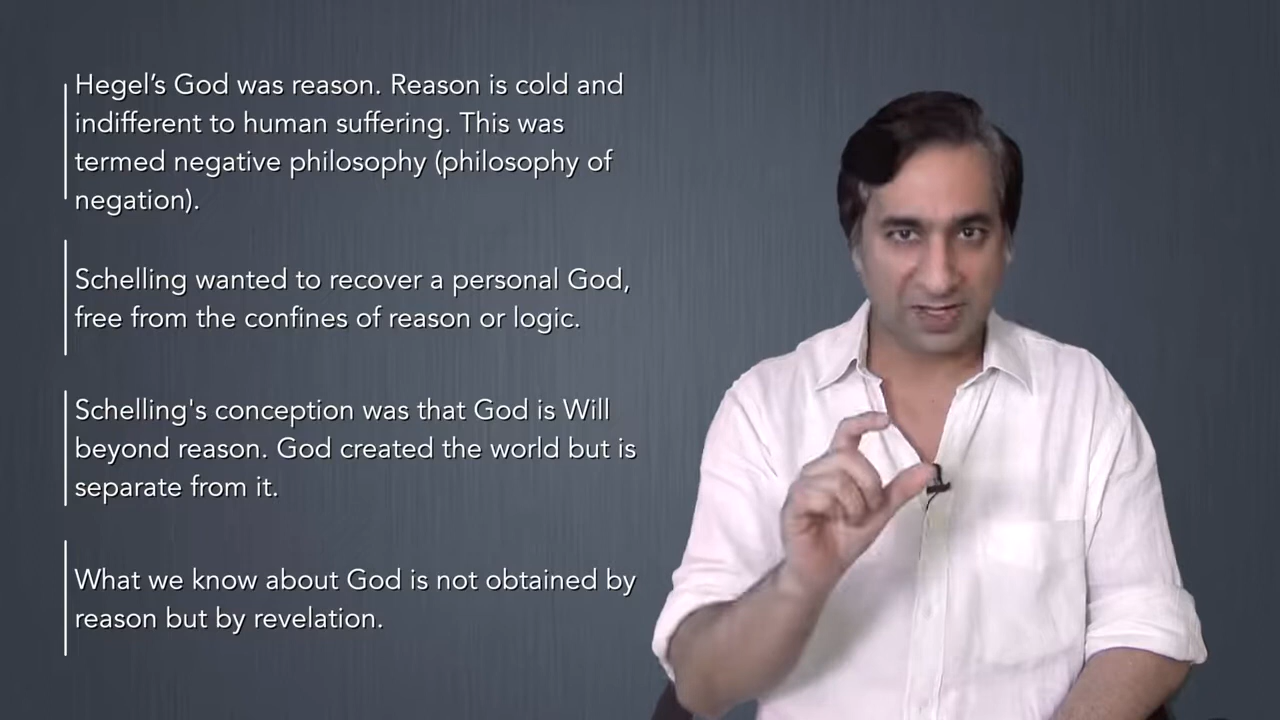 Hegel’s God was reason. Reason is cold and
indifferent to human suffering. This was
termed negative philosophy (philosophy of
negation).
Schelling wanted to recover a personal God,
free from the confines of reason or logic.
Schelling's conception was that God is Will
beyond reason. God created the world but is
separate from it.
What we know about God is not obtained by
reason but by revelation.